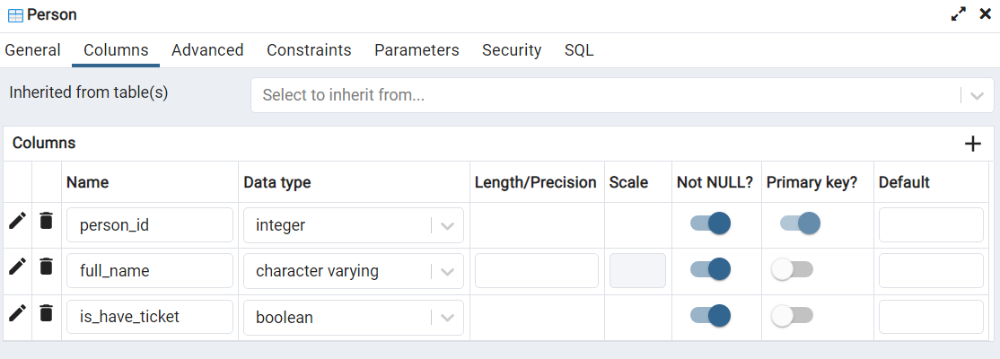 Person
General Columns Advanced Constraints Parameters Security SQL
Inherited from table(s) Select to inherit from...
Columns
Name Data type Length/Precision Scale Not NULL? Primary key? Default
person_id integer
full_name character varying
is_have_ticket boolean